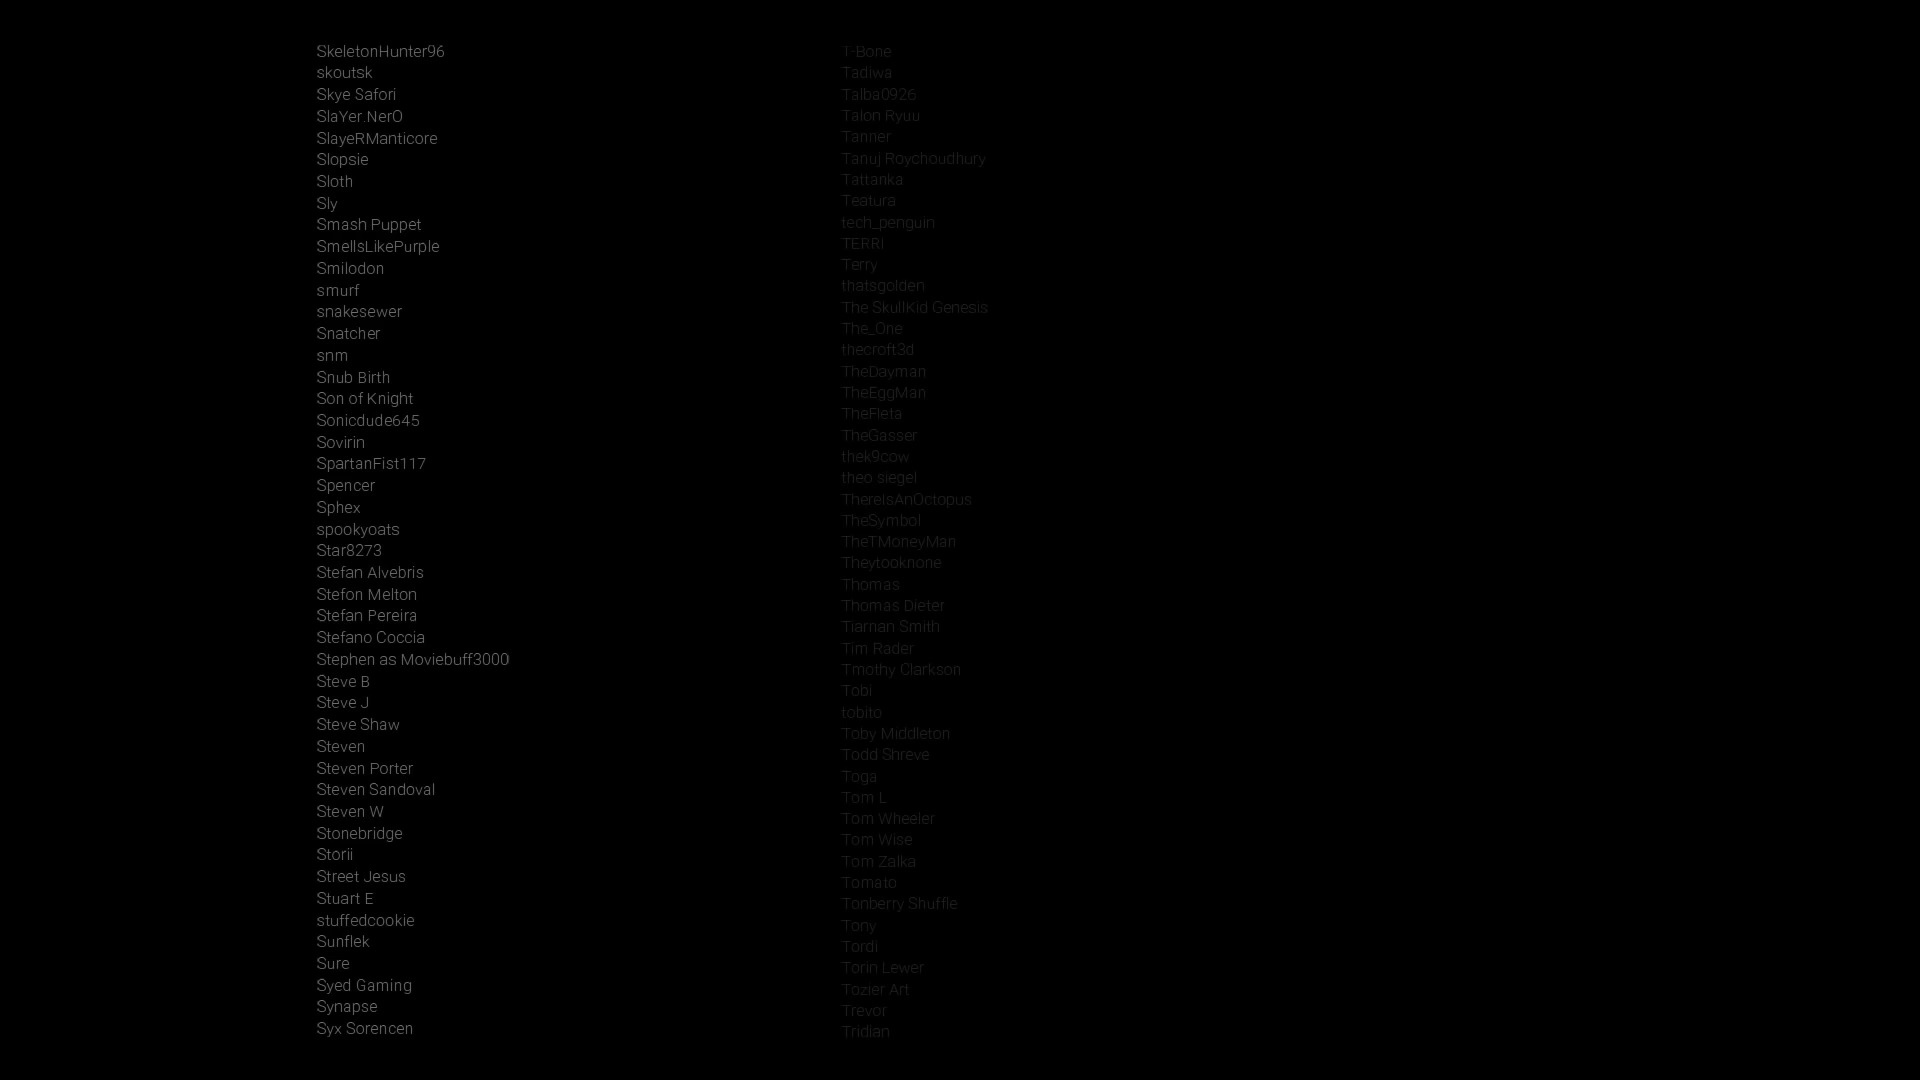 SkeletonHunter96
skoutsk
Skye Safori
SlaYer.NerO
SlayeRManticore
Slopsie
Sloth
Sly
Smash Puppet
SmellsLikePurple
Smilodon
smurf
snakesewer
Snatcher
snm
Snub Birth
Son of Knight
Sonicdude645
Sovirin
SpartanFist117
Spencer
Sphex
spookyoats
Star8273
Stefan Alvebris
Stefon Melton
Stefan Pereira
Stefano Coccia
Stephen as Moviebuff3000
Steve B
Steve J
Steve Shaw
Steven
Steven Porter
Steven Sandoval
Steven W
Stonebridge
Storii
Street Jesus
Stuart E
stuffedcookie
Sunflek
Sure
Syed Gaming
Synapse
Syx Sorencen
T-Bone
Tadiwa
Talba0926
Talon Ryuu
Tanner
Tanuj Roychoudhury
Tattanka
Teatura
tech_penguin
TERRI
Terry
thatsgolden
The SkullKid Genesis
The_One
thecroft3d
TheDayman
TheEggMan
TheFleta
TheGasser
thek9cow
theo siegel
ThereIsAnOctopus
TheSymbol
TheTMoneyMan
Theytooknone
Thomas
Thomas Dieter
Tiarnan Smith
Tim Rader
Tmothy Clarkson
Tobi
tobito
Toby Middleton
Todd Shreve
Toga
Tom L
Tom Wheeler
Tom Wise
Tom Zalka
Tomato
Tonberry Shuffle
Tony
Tordi
Torin Lewer
Tozier Art
Trevor
Tridian